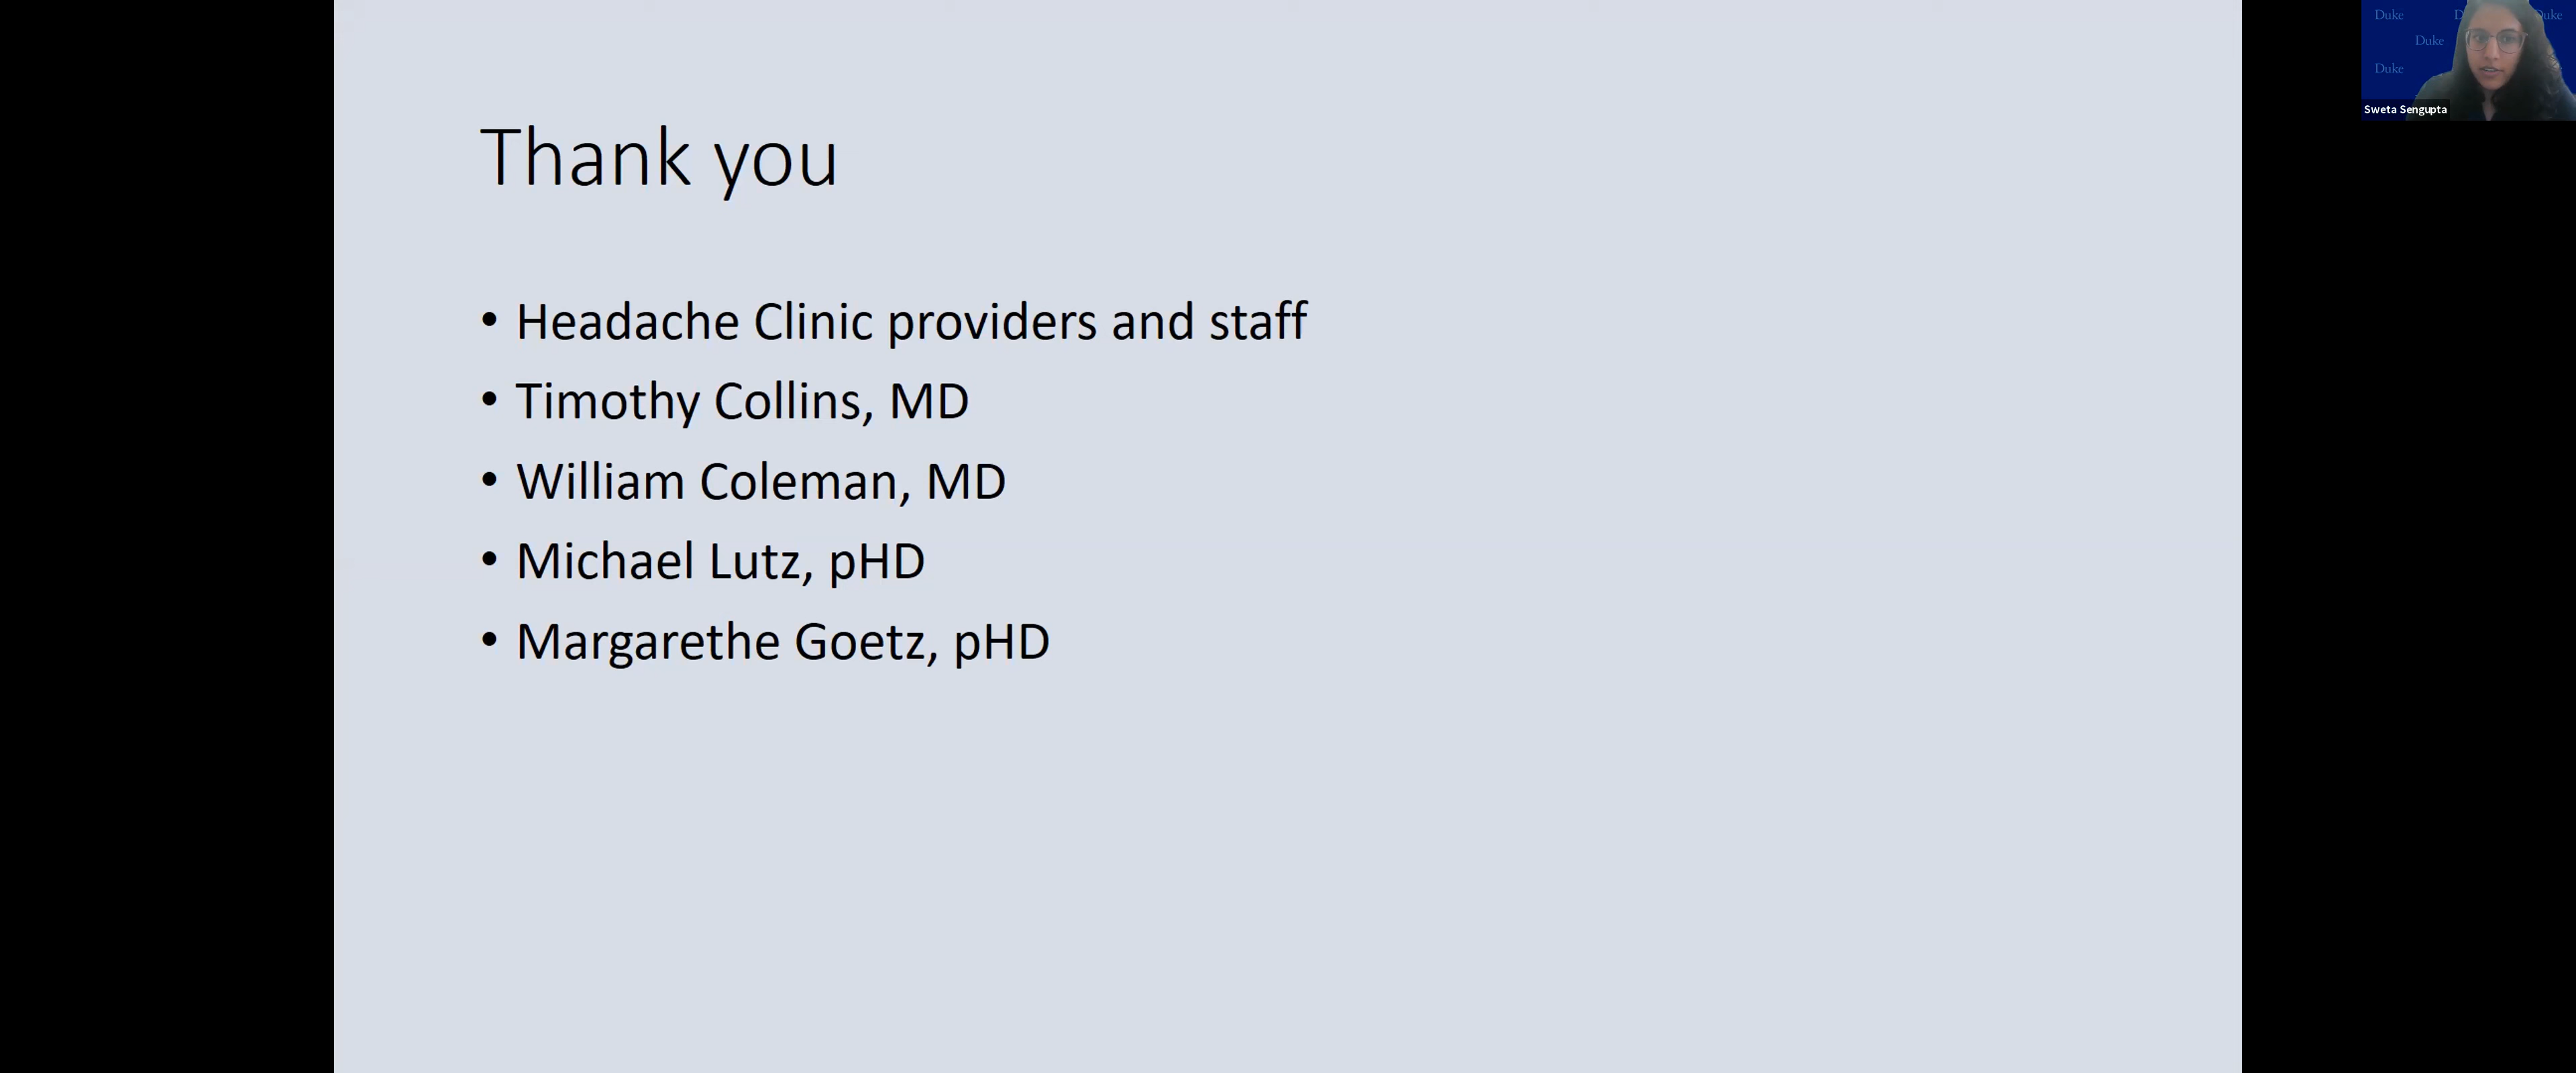 Thank you
• Headache Clinic providers and staff
• Timothy Collins, MD
• William Coleman, MD
• Michael Lutz, pHD
• Margarethe Goetz, pHD
Duke
Duke
Duke
Duke
Sweta Sengupta